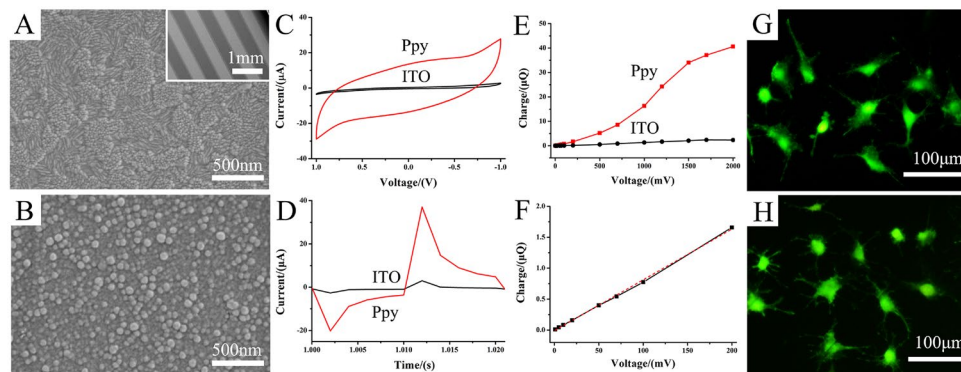 A
1mm
500nm
B
500nm
C
Current/(μA)
40
20
0
-20
-40
Ppy
ITO
1.0
0.5
0.0
-0.5
-1.0
Voltage/(V)
D
Current/(μA)
40
20
0
-20
ITO
Ppy
1.000
1.005
1.010
1.015
1.020
Time/(s)
E
Charge/(μQ)
50
40
30
20
10
0
Ppy
ITO
0
500
1000
1500
2000
Voltage/(mV)
F
Charge/(μQ)
2.0
1.5
1.0
0.5
0.0
0
50
100
150
200
Voltage/(mV)
G
100μm
H
100μm